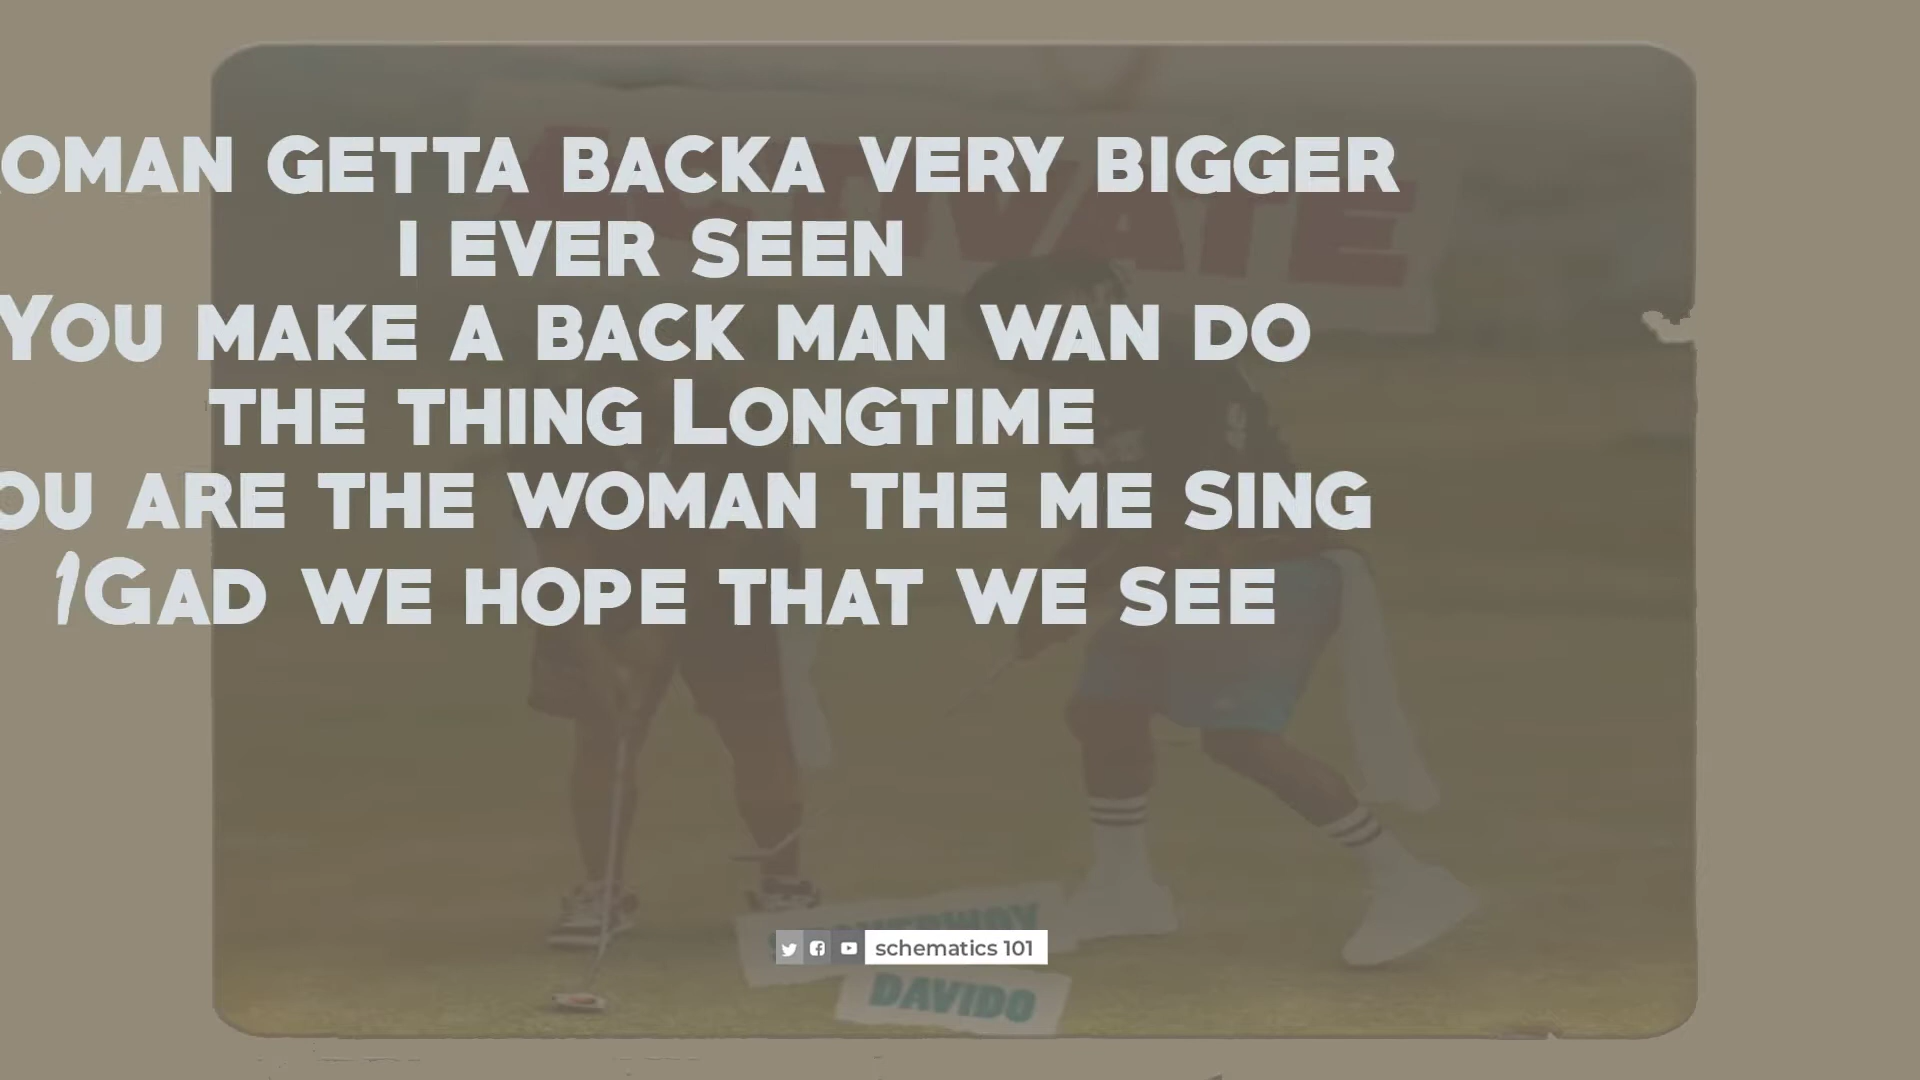 OMAN GETTA BACKA VERY BIGGER
I EVER SEEN
YOU MAKE A BACK MAN WAN DO
THE THING LONGTIME
OU ARE THE WOMAN THE ME SING
1GAD WE HOPE THAT WE SEE
ACTIVATE
schematics 101
DAVIDO